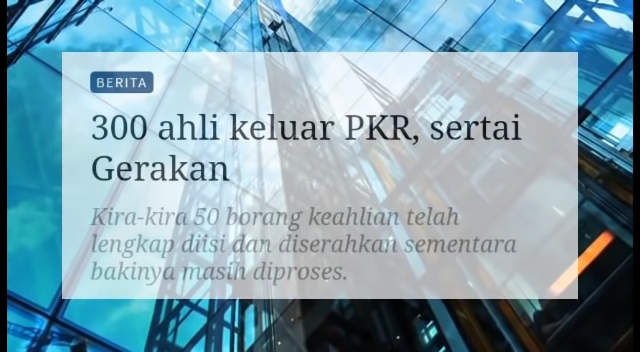 BERITA
300 ahli keluar PKR, sertai
Gerakan
Kira-kira 50 borang keahlian telah
lengkap diisi dan diserahkan sementara
bakinya masih diproses.